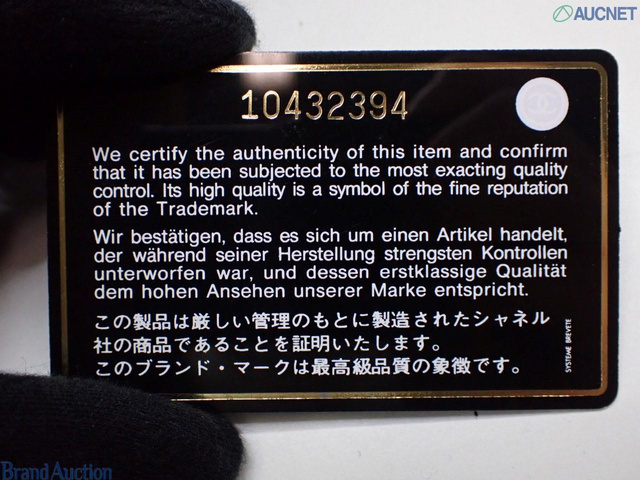 AUCNET
10432394
We certify the authenticity of this item and confirm
that it has been subjected to the most exacting quality
control. Its high quality is a symbol of the fine reputation
of the Trademark.
Wir bestätigen, dass es sich um einen Artikel handelt,
der während seiner Herstellung strengsten Kontrollen
unterworfen war, und dessen erstklassige Qualität
dem hohen Ansehen unserer Marke entspricht.
この製品は厳しい管理のもとに製造されたシャネル
社の商品であることを証明いたします。
このブランド・マークは最高級品質の象徴です。
SYSTEME BREVETE
Brand Auction